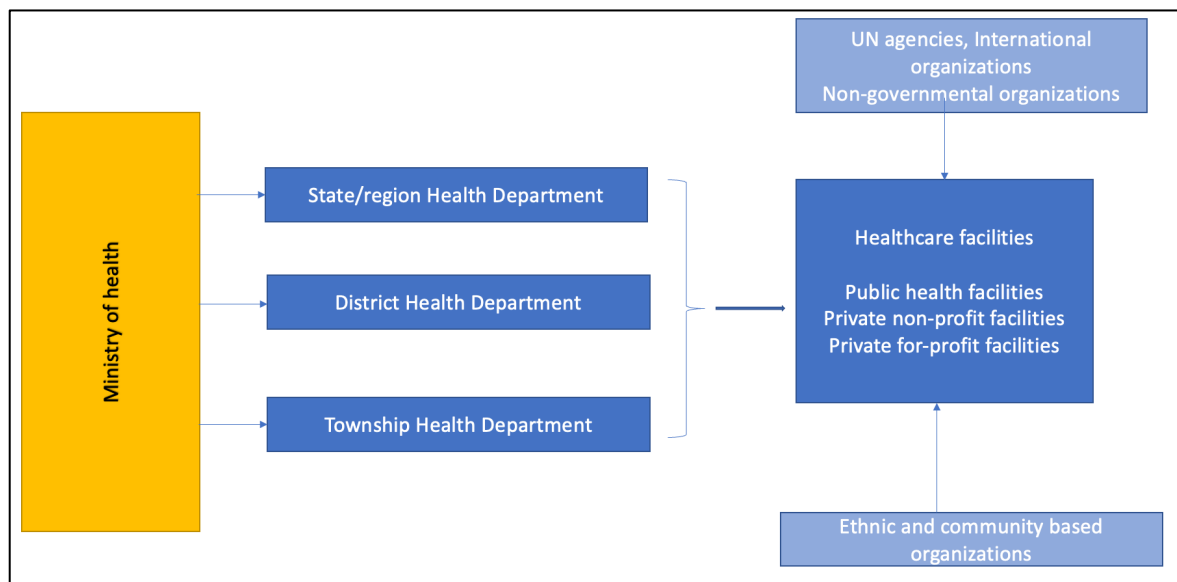 UN agencies, International
organizations
Non-governmental organizations
Ministry of health
State/region Health Department
District Health Department
Township Health Department
Healthcare facilities
Public health facilities
Private non-profit facilities
Private for-profit facilities
Ethnic and community based
organizations